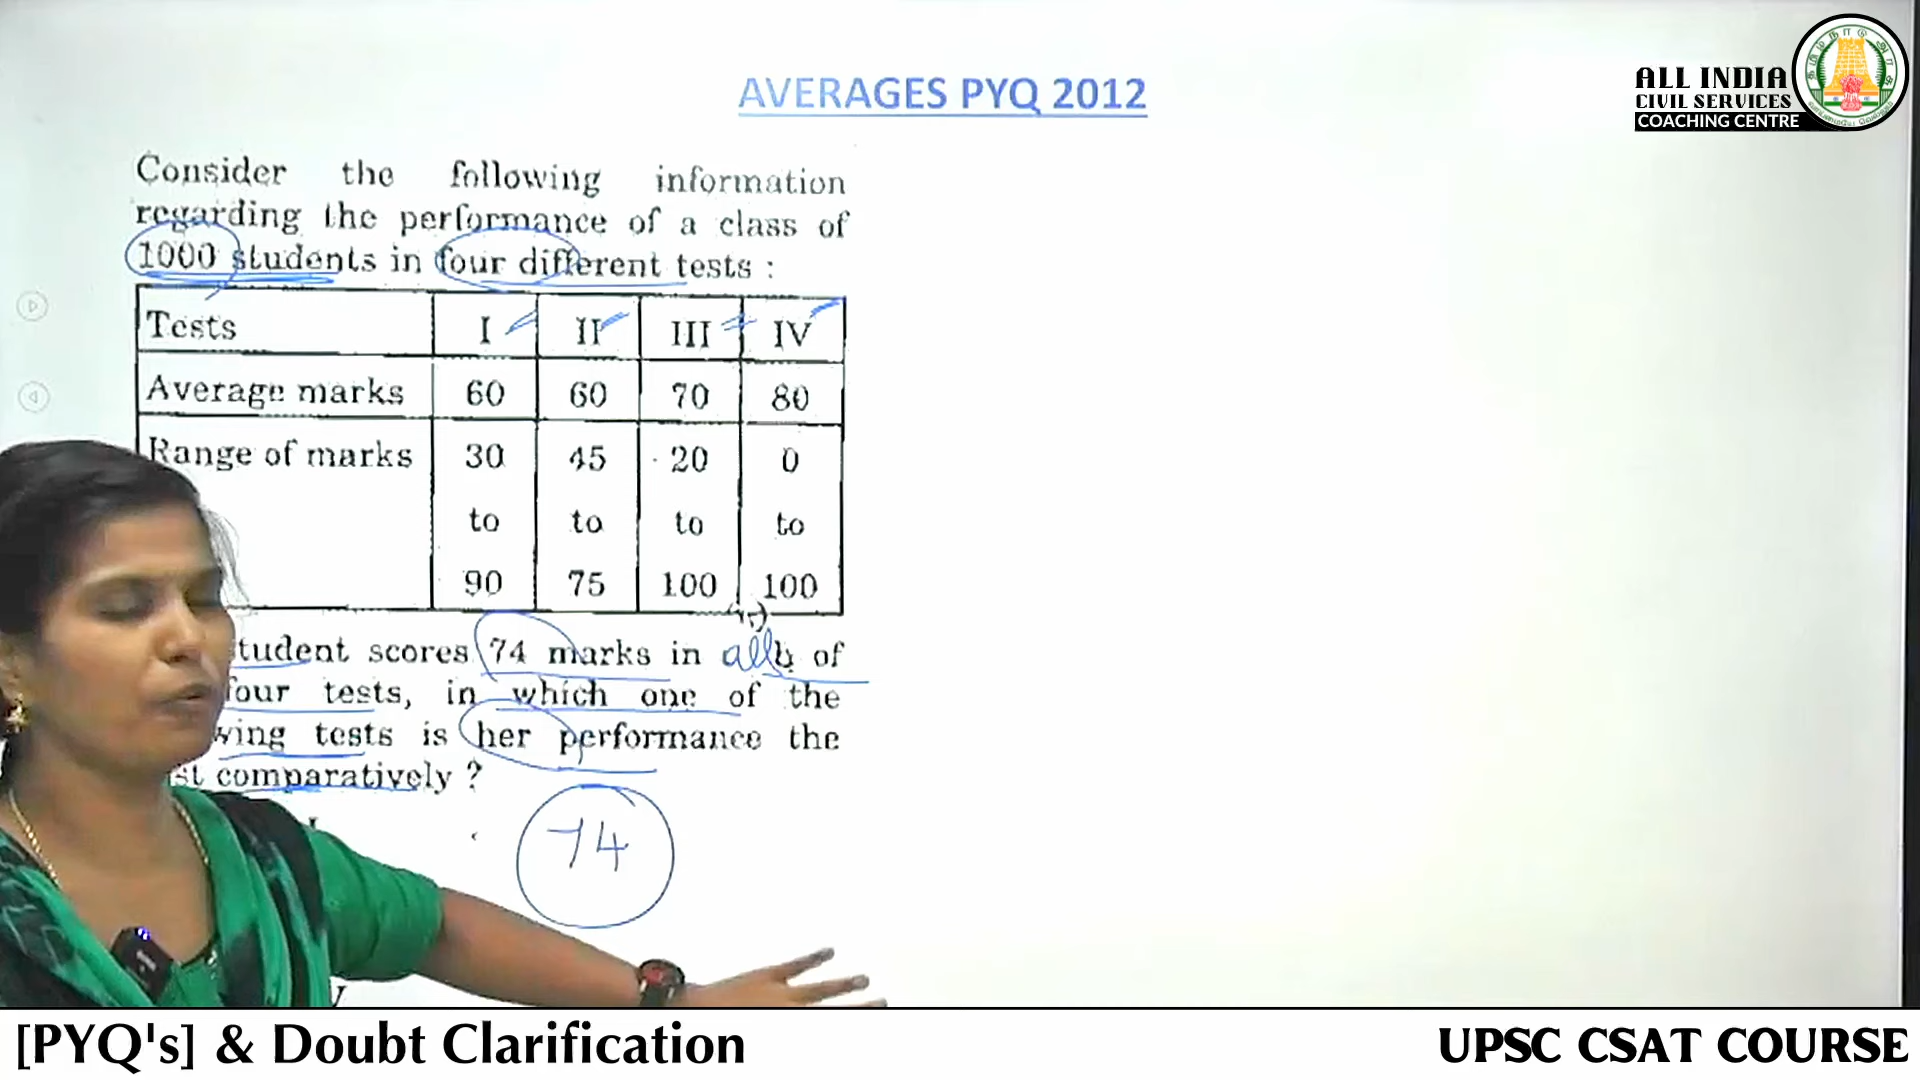 AVERAGES PYQ 2012
ALL INDIA
CIVIL SERVICES
COACHING CENTRE
Consider the following information
regarding the performance of a class of
1000 students in four different tests :
Tests I II III IV
Average marks 60 60 70 80
Range of marks 30 45 20 0
to to to to
90 75 100 100
student scores 74 marks in all of
four tests, in which one of the
wing tests is her performance the
st comparatively ?
74
[PYQ's] & Doubt Clarification
UPSC CSAT COURSE